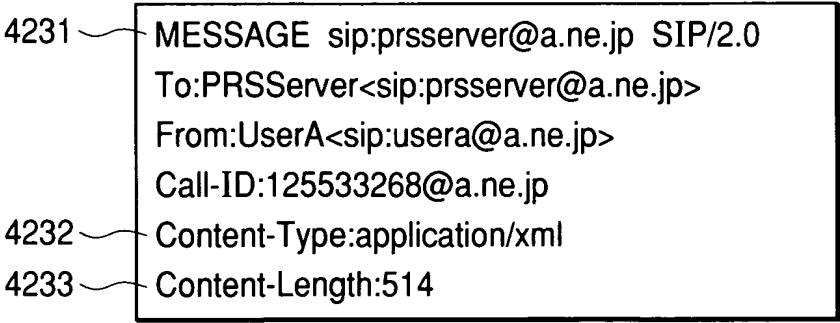 4231 MESSAGE sip:prsserver@a.ne.jp SIP/2.0
To:PRSServer<sip:prsserver@a.ne.jp>
From:UserA<sip:usera@a.ne.jp>
Call-ID:125533268@a.ne.jp
4232 Content-Type:application/xml
4233 Content-Length:514